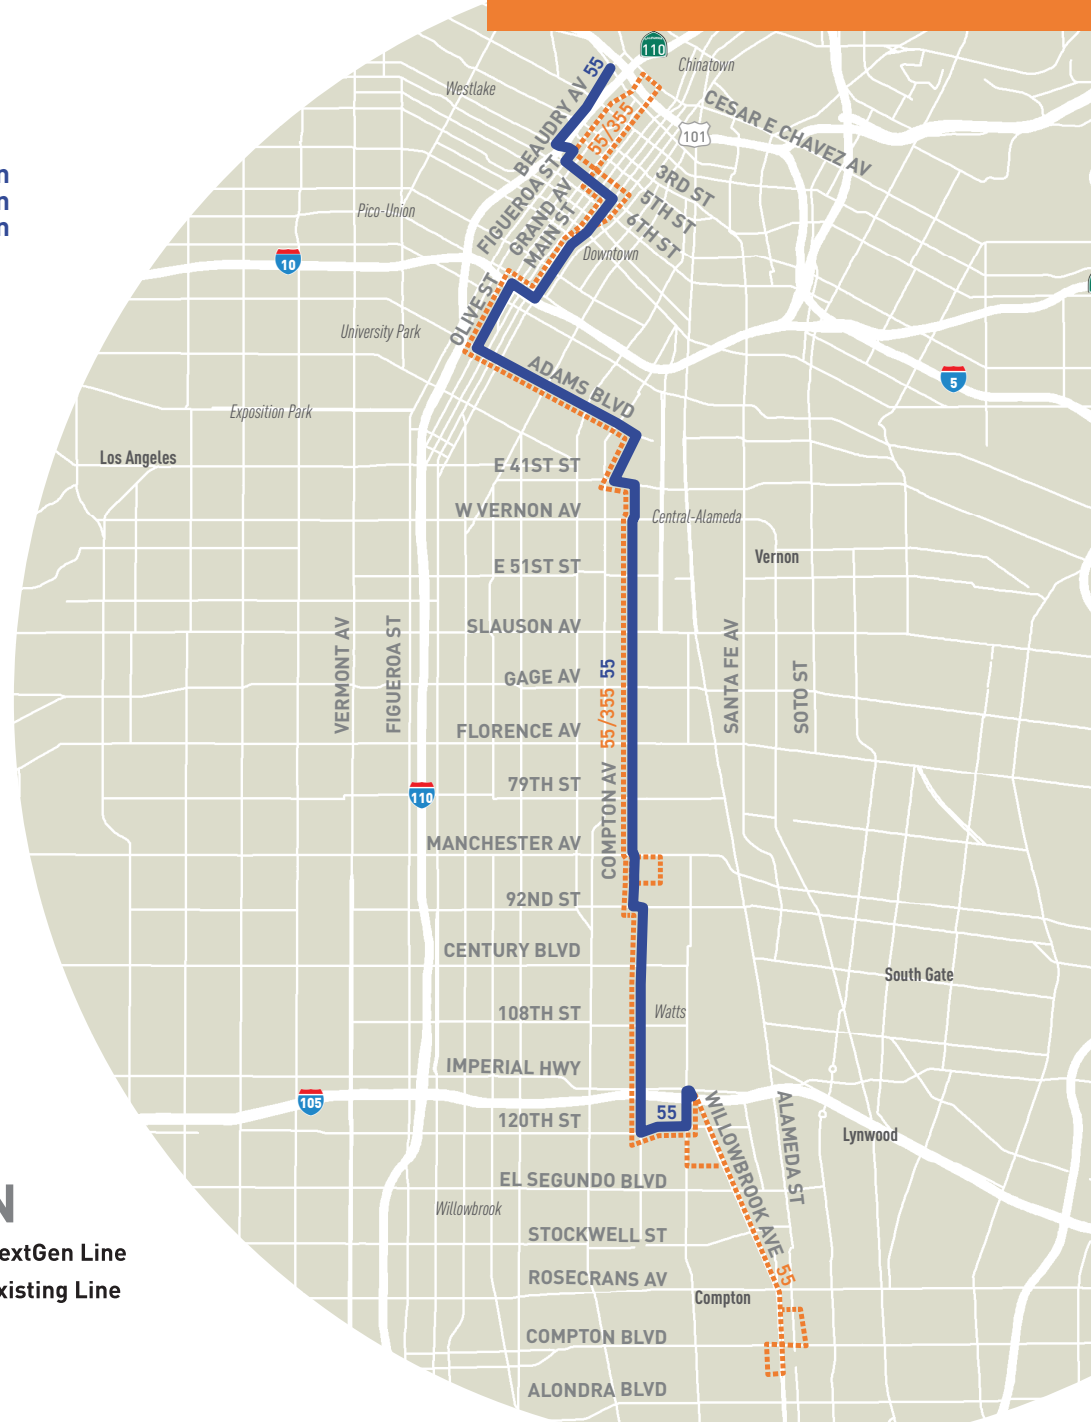 110
Chinatown
55
Westlake
BEAUDRY AV
CESAR E CHAVEZ AV
55/355
101
3RD ST
5TH ST
6TH ST
FIGUEROA ST
GRAND AV
MAIN ST
Pico-Union
Downtown
10
OLIVE ST
University Park
ADAMS BLVD
5
Exposition Park
Los Angeles
E 41ST ST
W VERNON AV
Central-Alameda
Vernon
E 51ST ST
SLAUSON AV
VERMONT AV
FIGUEROA ST
SANTA FE AV
SOTO ST
GAGE AV
55/355 55
FLORENCE AV
79TH ST
110
COMPTON AV
MANCHESTER AV
92ND ST
CENTURY BLVD
South Gate
108TH ST
Watts
IMPERIAL HWY
105
120TH ST
55
WILLOWBROOK AVE
ALAMEDA ST
Lynwood
EL SEGUNDO BLVD
Willowbrook
STOCKWELL ST
55
ROSECRANS AV
Compton
COMPTON BLVD
ALONDRA BLVD
n
n
n
N
extGen Line
xisting Line